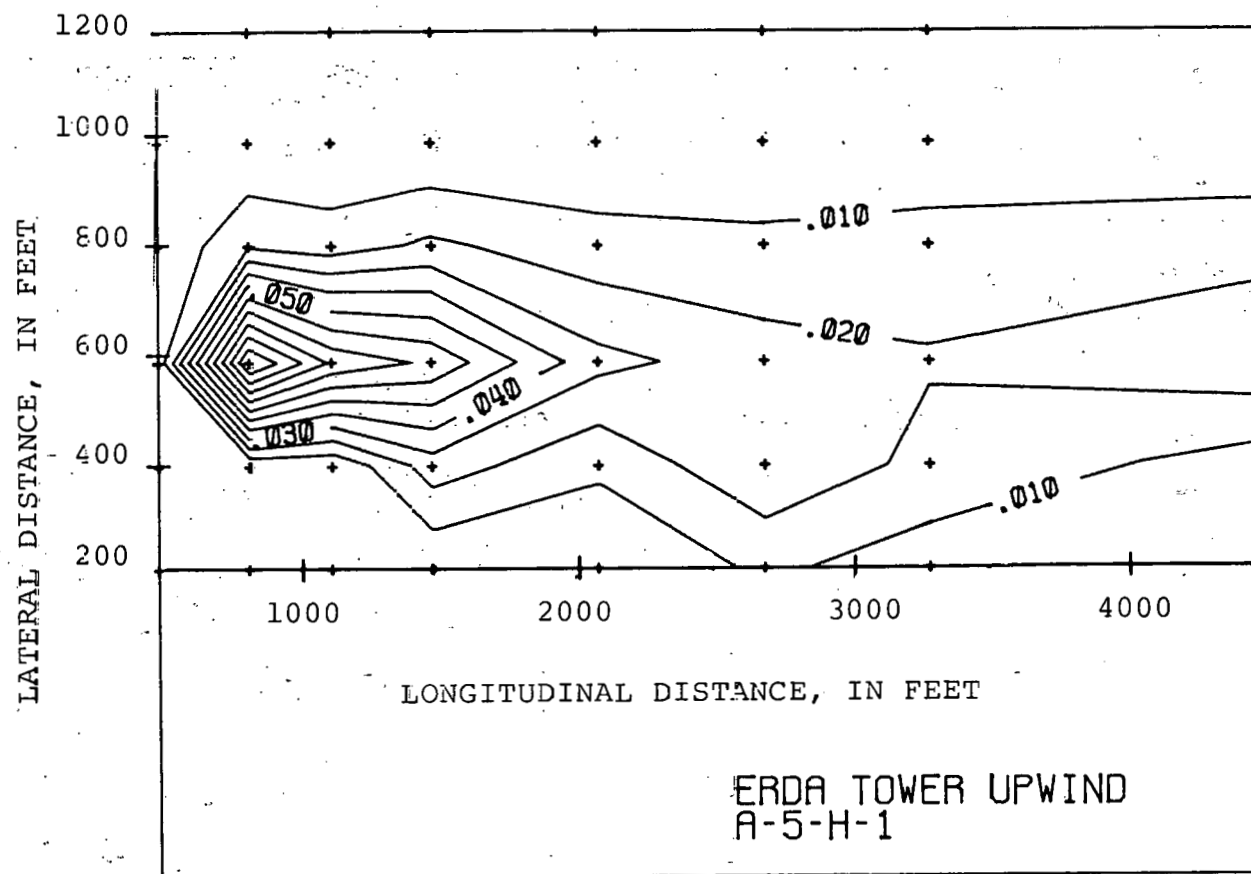 1200
1000
800
600
400
200
LATERAL DISTANCE, IN FEET
.010
.050
.020
.040
.030
.010
1000 2000 3000 4000
LONGITUDINAL DISTANCE, IN FEET
ERDA TOWER UPWIND
A-5-H-1